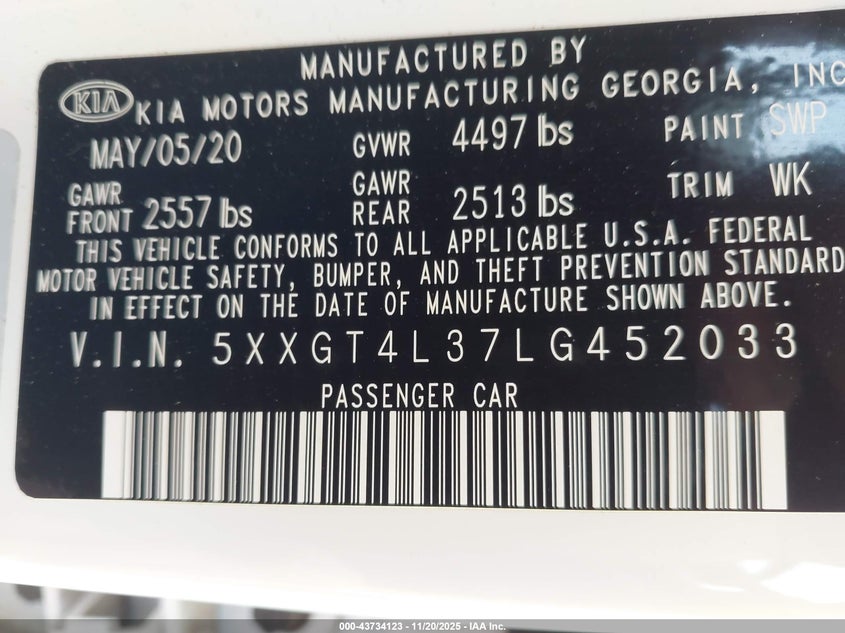 MANUFACTURED BY
KIA KIA MOTORS MANUFACTURING GEORGIA, INC
MAY/05/20 GVWR 4497 lbs PAINT SWP
GAWR FRONT 2557 lbs GAWR REAR 2513 lbs TRIM WK
THIS VEHICLE CONFORMS TO ALL APPLICABLE U.S.A. FEDERAL
MOTOR VEHICLE SAFETY, BUMPER, AND THEFT PREVENTION STANDARD
IN EFFECT ON THE DATE OF MANUFACTURE SHOWN ABOVE.
V.I.N. 5XXGT4L37LG452033
PASSENGER CAR
000-43734123 — 11/20/2025 — IAA Inc.